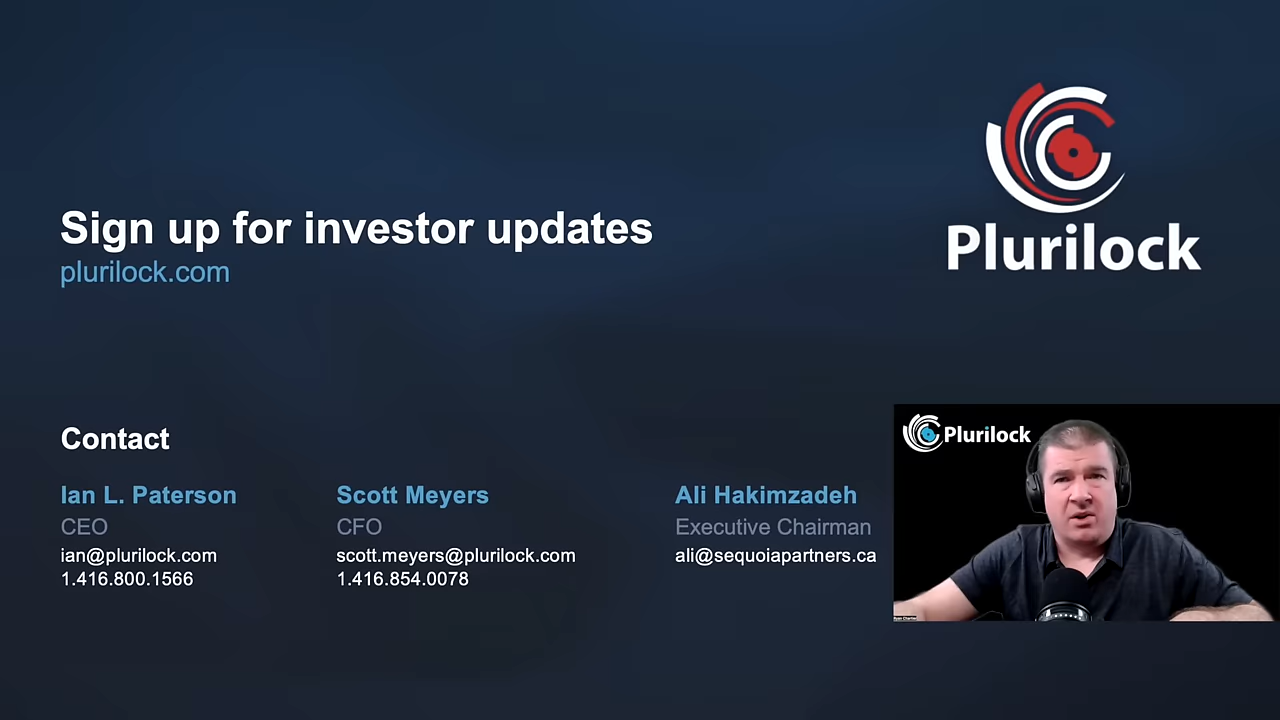 Plurilock
Sign up for investor updates
plurilock.com
Contact
Ian L. Paterson
CEO
ian@plurilock.com
1.416.800.1566
Scott Meyers
CFO
scott.meyers@plurilock.com
1.416.854.0078
Ali Hakimzadeh
Executive Chairman
ali@sequoiapartners.ca
Plurilock